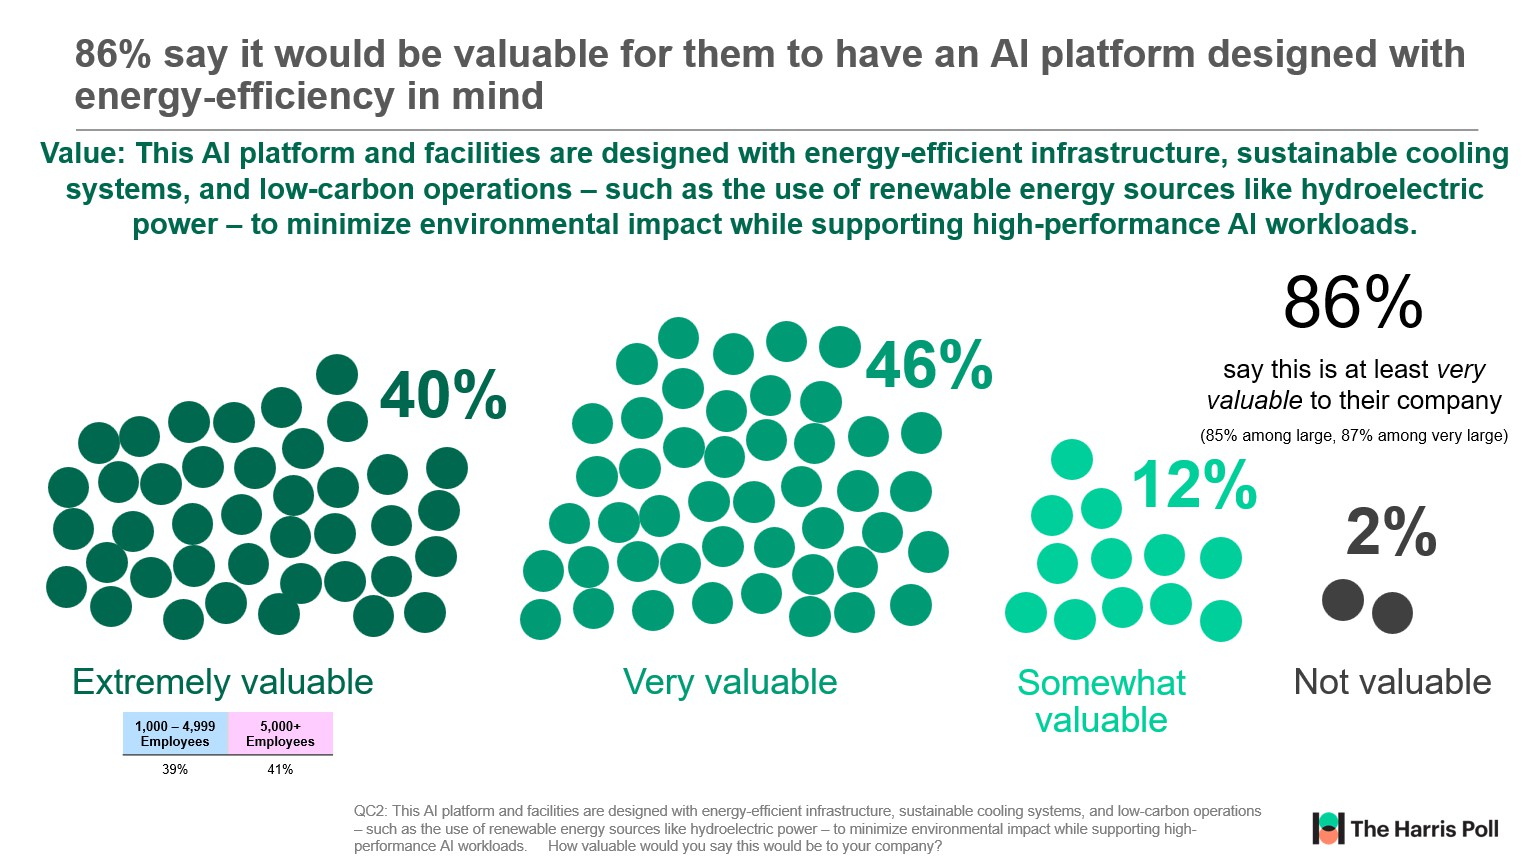 86% say it would be valuable for them to have an AI platform designed with
energy-efficiency in mind
Value: This AI platform and facilities are designed with energy-efficient infrastructure, sustainable cooling
systems, and low-carbon operations – such as the use of renewable energy sources like hydroelectric
power – to minimize environmental impact while supporting high-performance AI workloads.
86%
say this is at least very
valuable to their company
(85% among large, 87% among very large)
40%
46%
12%
2%
Extremely valuable
Very valuable
Somewhat
valuable
Not valuable
1,000 – 4,999
Employees
5,000+
Employees
39%
41%
QC2: This AI platform and facilities are designed with energy-efficient infrastructure, sustainable cooling systems, and low-carbon operations
– such as the use of renewable energy sources like hydroelectric power – to minimize environmental impact while supporting high-
performance AI workloads. How valuable would you say this would be to your company?
The Harris Poll